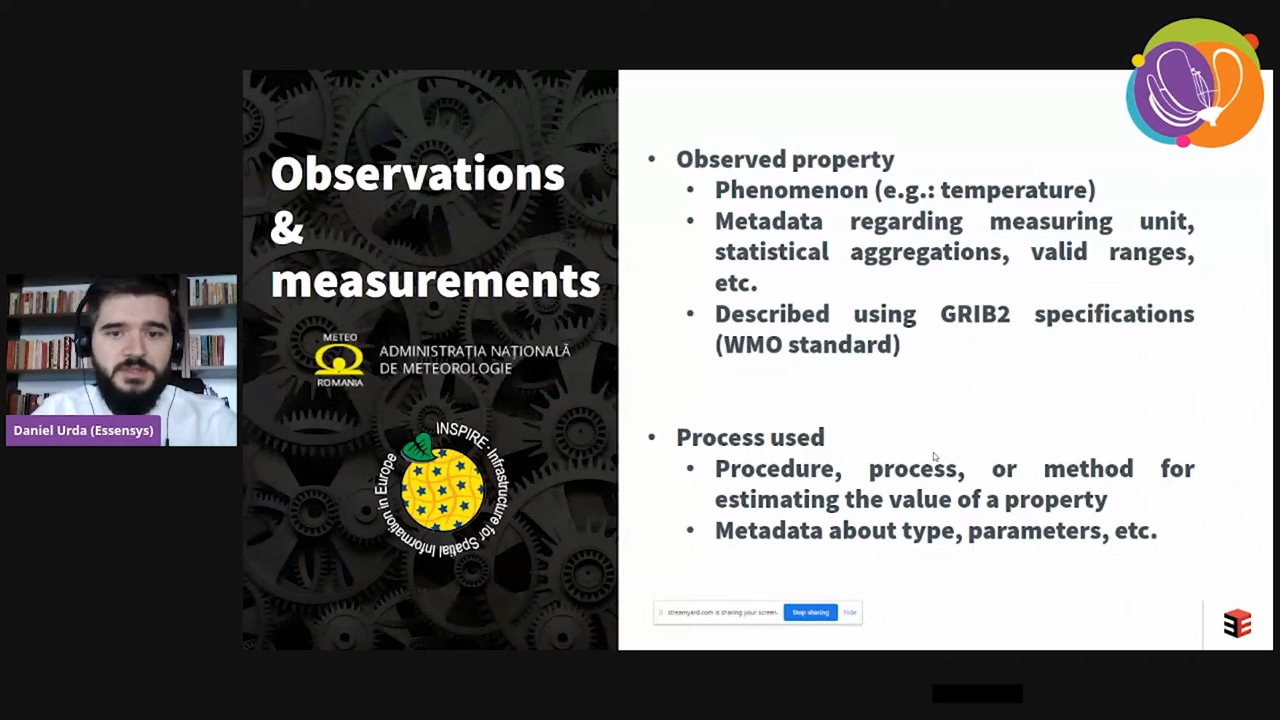 Observations
&
measurements
METEO
ROMANIA
ADMINISTRAȚIA NAȚIONALĂ
DE METEOROLOGIE
INSPIRE · Infrastructure for Spatial Information in Europe
Daniel Urda (Essensys)
• Observed property
• Phenomenon (e.g.: temperature)
• Metadata regarding measuring unit,
statistical aggregations, valid ranges,
etc.
• Described using GRIB2 specifications
(WMO standard)
• Process used
• Procedure, process, or method for
estimating the value of a property
• Metadata about type, parameters, etc.
streamyard.com is sharing your screen.
Stop sharing
Hide